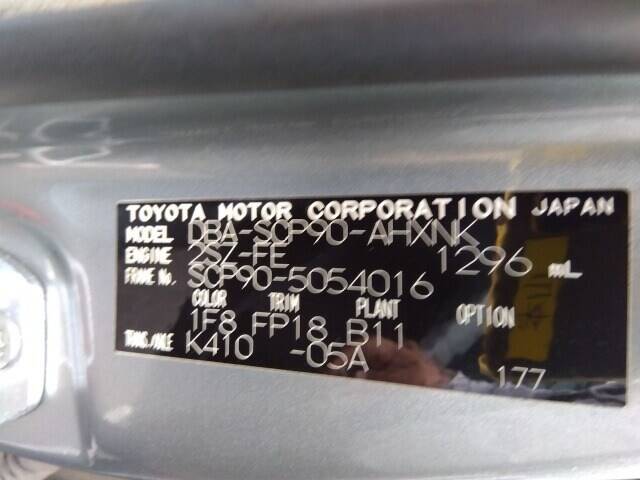 TOYOTA MOTOR CORPORATION JAPAN
MODEL DBA-SCP90-AHXNK
ENGINE 2SZ-FE 1296 mL
FRAME No. SCP90-5054016
COLOR TRIM PLANT OPTION
1F8 FP18 B11
TRANS./AXLE K410 -05A
177